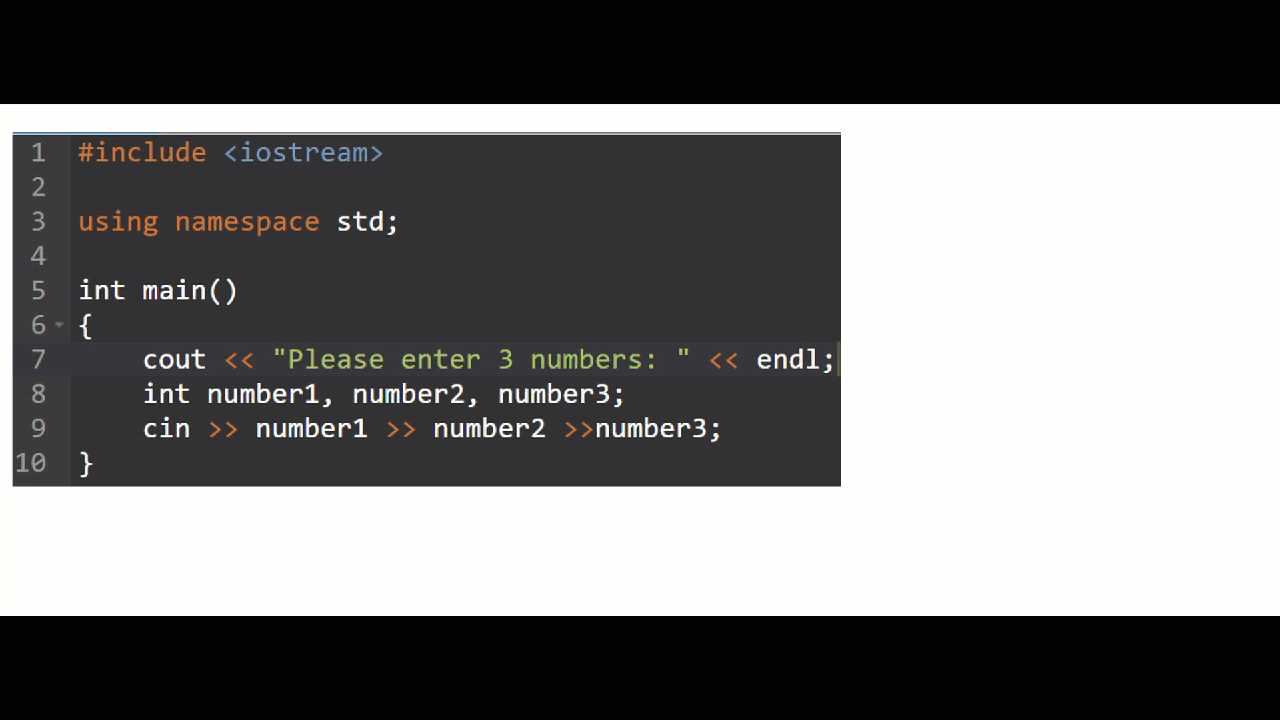 1 #include <iostream>
2
3 using namespace std;
4
5 int main()
6 {
7     cout << "Please enter 3 numbers: " << endl;
8     int number1, number2, number3;
9     cin >> number1 >> number2 >>number3;
10 }